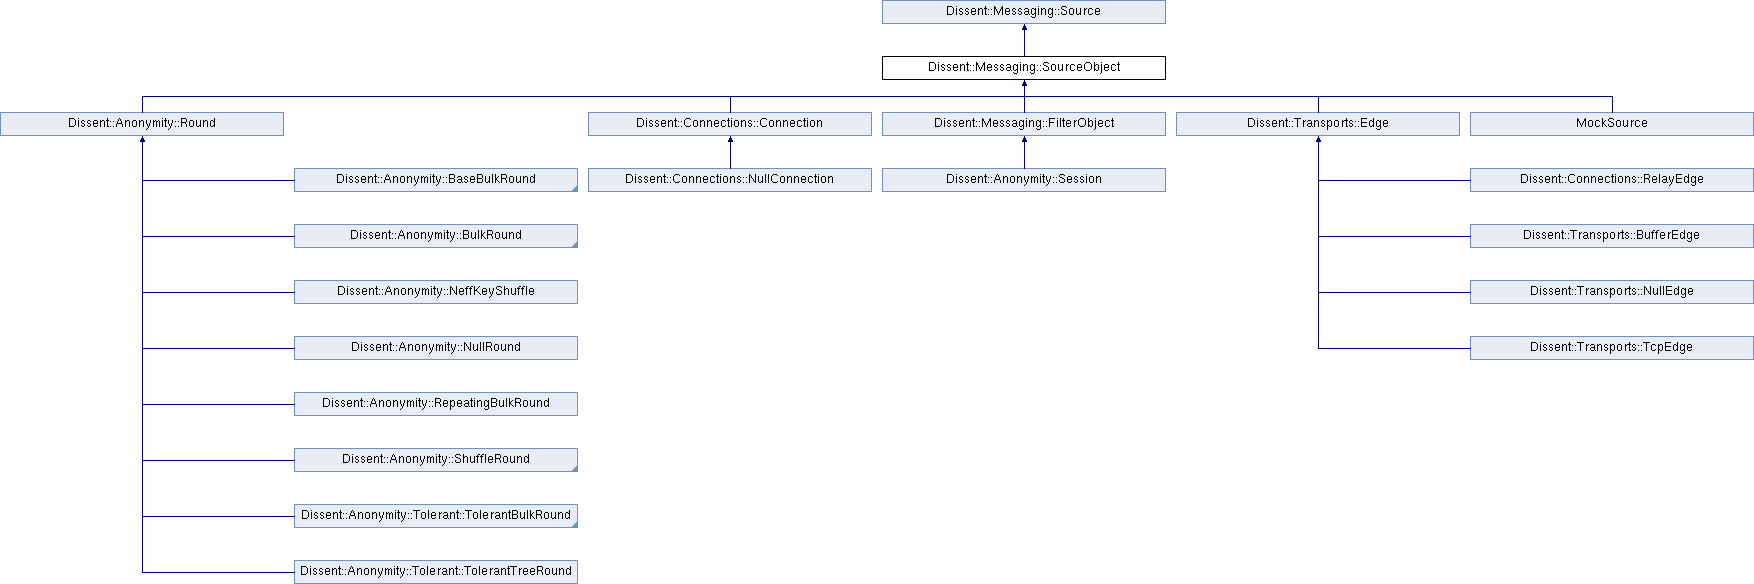 Dissent::Messaging::Source
Dissent::Messaging::SourceObject
Dissent::Anonymity::Round
Dissent::Connections::Connection
Dissent::Messaging::FilterObject
Dissent::Transports::Edge
MockSource
Dissent::Anonymity::BaseBulkRound
Dissent::Connections::NullConnection
Dissent::Anonymity::Session
Dissent::Connections::RelayEdge
Dissent::Anonymity::BulkRound
Dissent::Transports::BufferEdge
Dissent::Anonymity::NeffKeyShuffle
Dissent::Transports::NullEdge
Dissent::Anonymity::NullRound
Dissent::Transports::TcpEdge
Dissent::Anonymity::RepeatingBulkRound
Dissent::Anonymity::ShuffleRound
Dissent::Anonymity::Tolerant::TolerantBulkRound
Dissent::Anonymity::Tolerant::TolerantTreeRound